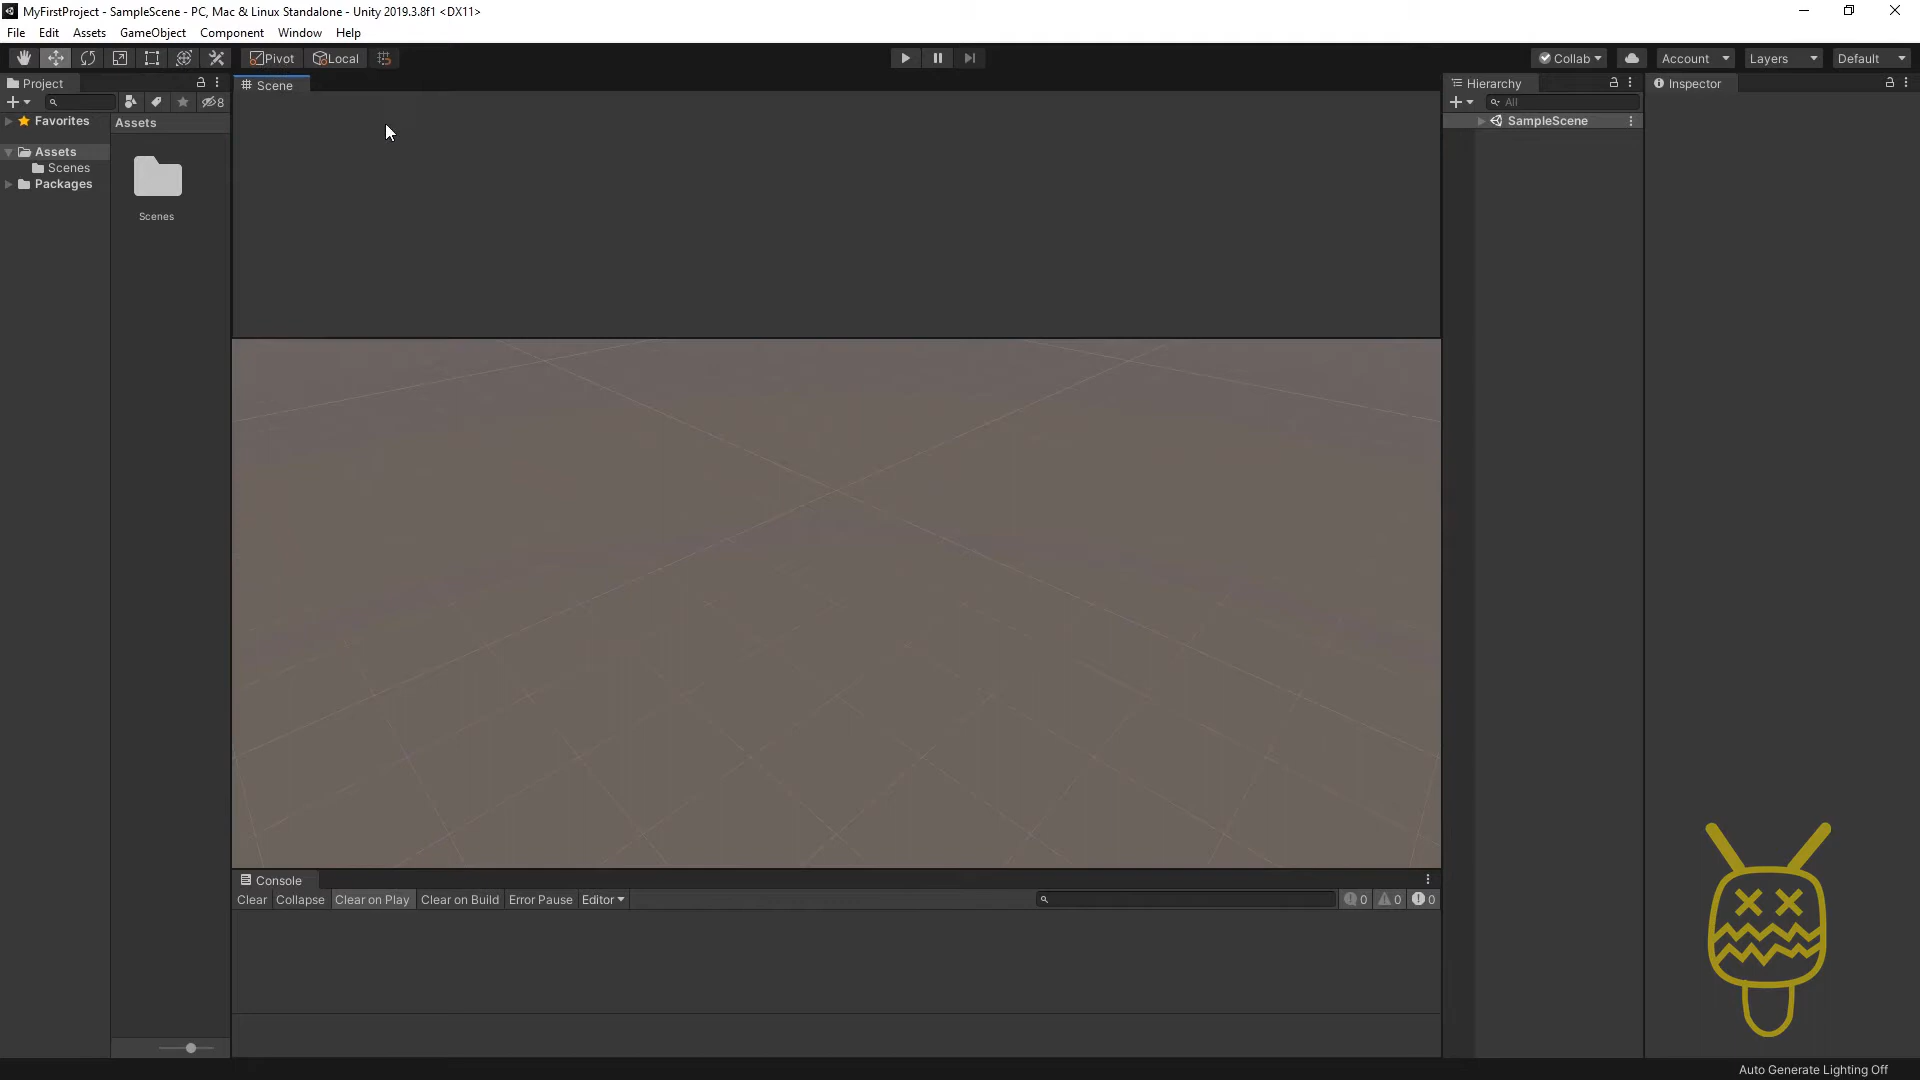 MyFirstProject - SampleScene - PC, Mac & Linux Standalone - Unity 2019.3.8f1 <DX11>
File Edit Assets GameObject Component Window Help
Pivot Local Collab Account Layers Default
Project
8
Favorites
Assets
Scenes
Packages
Assets
Scenes
Scene
Hierarchy
All
SampleScene
Inspector
Console
Clear Collapse Clear on Play Clear on Build Error Pause Editor 0 0 0
Auto Generate Lighting Off